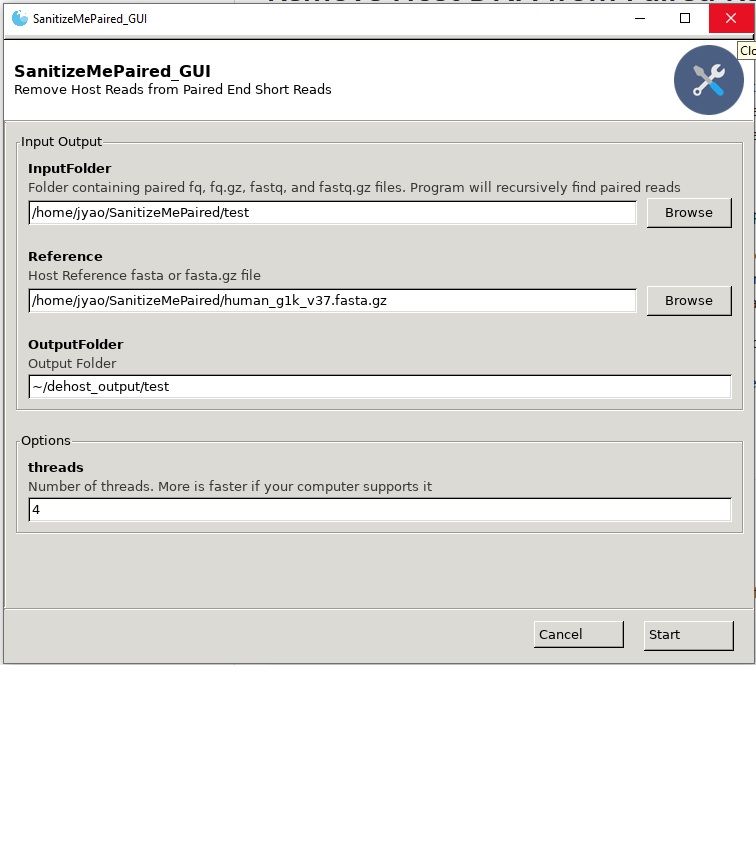 SanitizeMePaired_GUI
SanitizeMePaired_GUI
Remove Host Reads from Paired End Short Reads
Input Output
InputFolder
Folder containing paired fq, fq.gz, fastq, and fastq.gz files. Program will recursively find paired reads
/home/jyao/SanitizeMePaired/test
Browse
Reference
Host Reference fasta or fasta.gz file
/home/jyao/SanitizeMePaired/human_g1k_v37.fasta.gz
Browse
OutputFolder
Output Folder
~/dehost_output/test
Options
threads
Number of threads. More is faster if your computer supports it
4
Cancel
Start